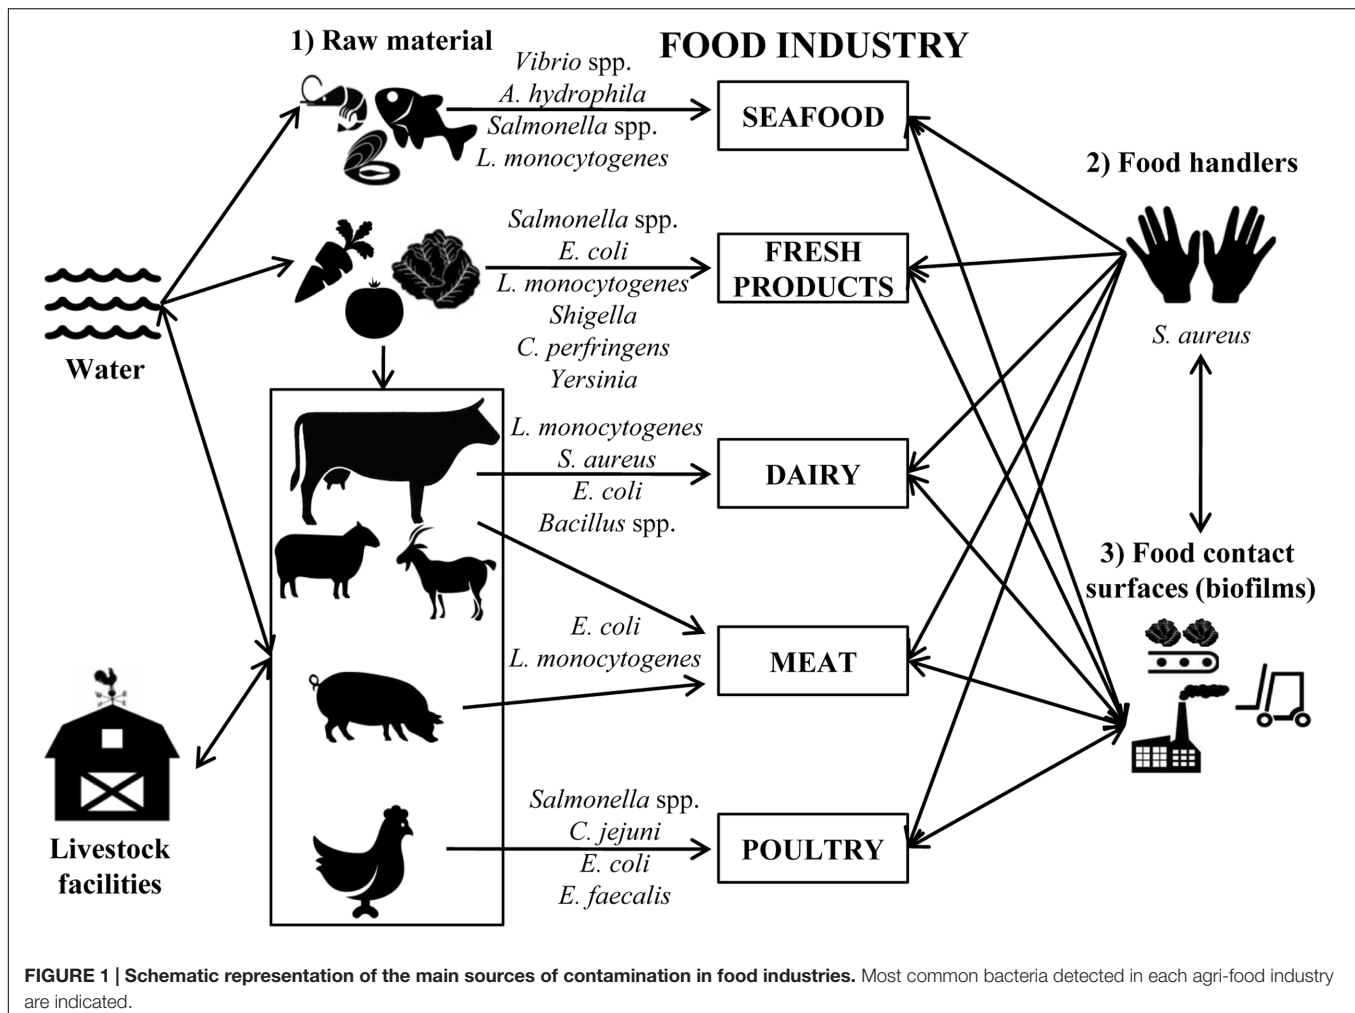 1) Raw material
FOOD INDUSTRY
Vibrio spp.
A. hydrophila
Salmonella spp.
L. monocytogenes
SEAFOOD
2) Food handlers
Salmonella spp.
E. coli
L. monocytogenes
Shigella
C. perfringens
Yersinia
FRESH
PRODUCTS
S. aureus
Water
L. monocytogenes
S. aureus
E. coli
Bacillus spp.
DAIRY
3) Food contact
surfaces (biofilms)
E. coli
L. monocytogenes
MEAT
Livestock
facilities
Salmonella spp.
C. jejuni
E. coli
E. faecalis
POULTRY
FIGURE 1 | Schematic representation of the main sources of contamination in food industries. Most common bacteria detected in each agri-food industry
are indicated.